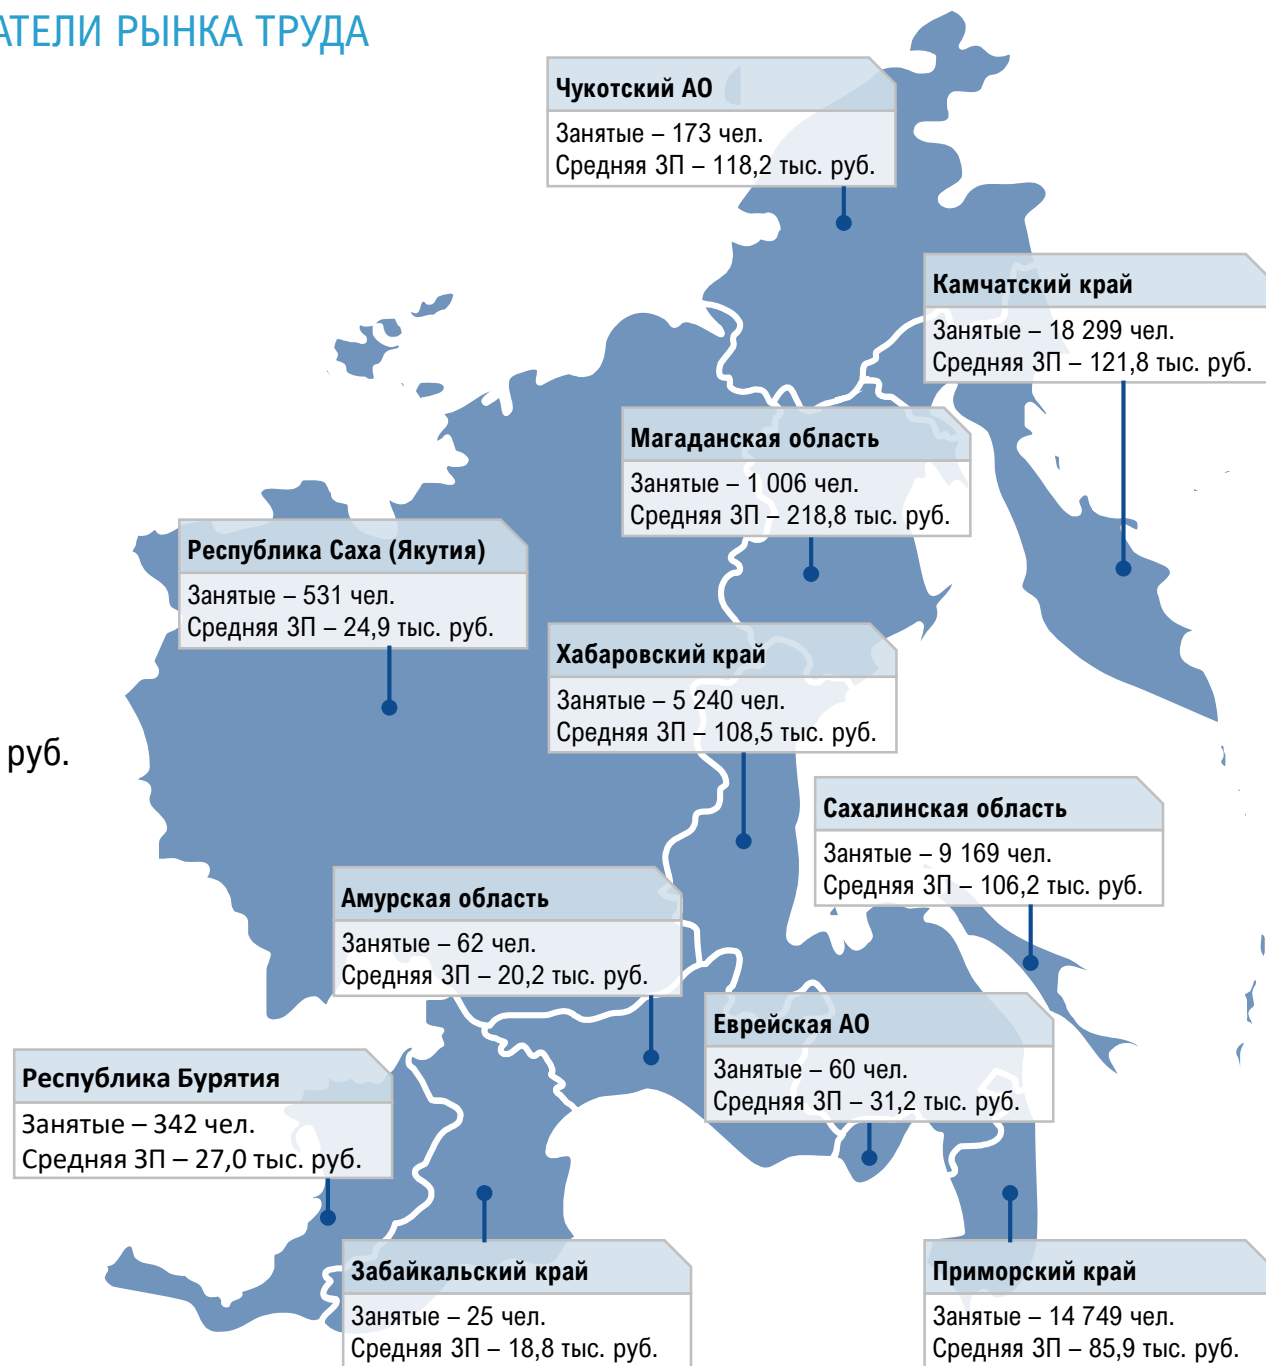 АТЕЛИ РЫНКА ТРУДА
Чукотский АО
Занятые – 173 чел.
Средняя ЗП – 118,2 тыс. руб.
Камчатский край
Занятые – 18 299 чел.
Средняя ЗП – 121,8 тыс. руб.
Магаданская область
Занятые – 1 006 чел.
Средняя ЗП – 218,8 тыс. руб.
Республика Саха (Якутия)
Занятые – 531 чел.
Средняя ЗП – 24,9 тыс. руб.
Хабаровский край
Занятые – 5 240 чел.
Средняя ЗП – 108,5 тыс. руб.
руб.
Сахалинская область
Занятые – 9 169 чел.
Средняя ЗП – 106,2 тыс. руб.
Амурская область
Занятые – 62 чел.
Средняя ЗП – 20,2 тыс. руб.
Еврейская АО
Занятые – 60 чел.
Средняя ЗП – 31,2 тыс. руб.
Республика Бурятия
Занятые – 342 чел.
Средняя ЗП – 27,0 тыс. руб.
Забайкальский край
Занятые – 25 чел.
Средняя ЗП – 18,8 тыс. руб.
Приморский край
Занятые – 14 749 чел.
Средняя ЗП – 85,9 тыс. руб.